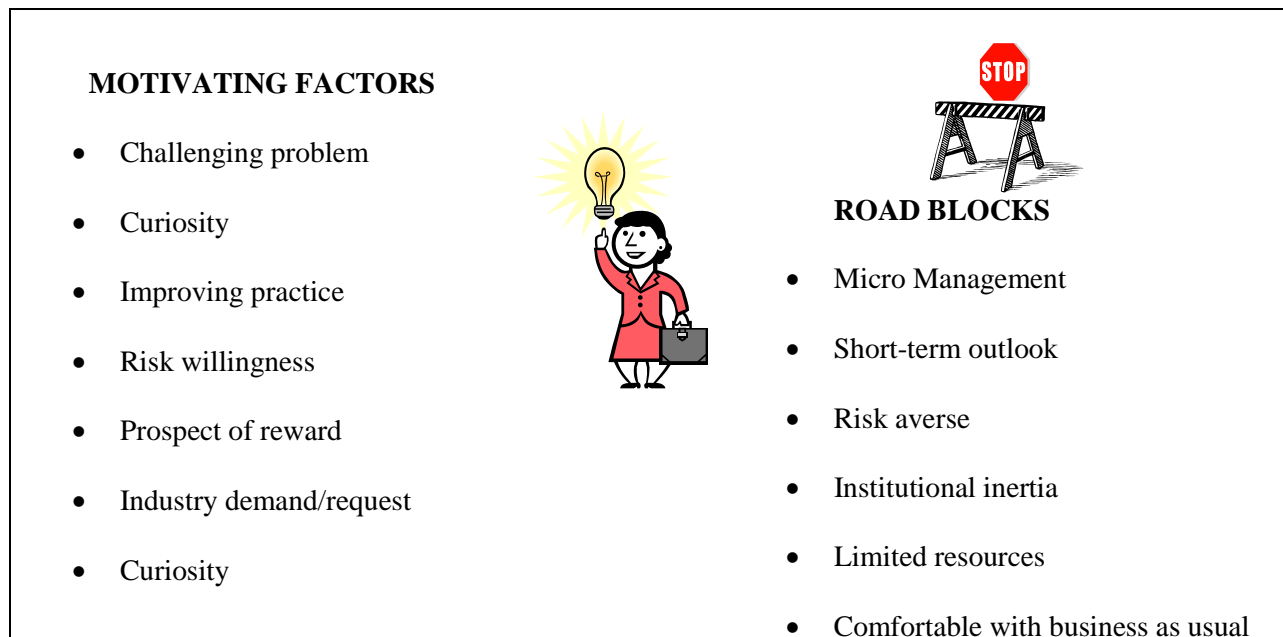 MOTIVATING FACTORS
• Challenging problem
• Curiosity
• Improving practice
• Risk willingness
• Prospect of reward
• Industry demand/request
• Curiosity
STOP
ROAD BLOCKS
• Micro Management
• Short-term outlook
• Risk averse
• Institutional inertia
• Limited resources
• Comfortable with business as usual